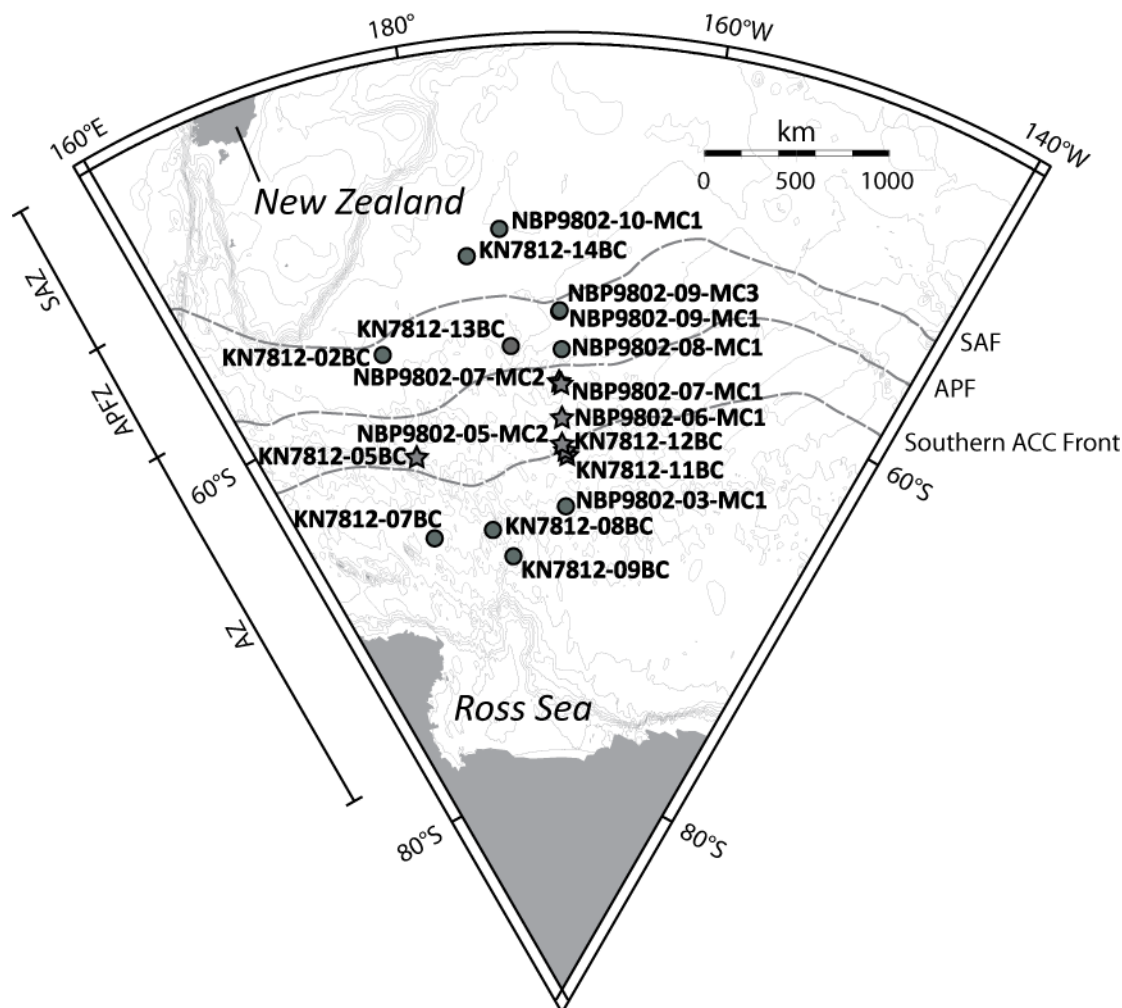 180°
160°W
160°E
140°W
km
0 500 1000
New Zealand
NBP9802-10-MC1
KN7812-14BC
SAZ
NBP9802-09-MC3
NBP9802-09-MC1
KN7812-13BC
SAF
KN7812-02BC
NBP9802-08-MC1
NBP9802-07-MC2
NBP9802-07-MC1
APF
APFZ
NBP9802-06-MC1
NBP9802-05-MC2
KN7812-12BC
Southern ACC Front
KN7812-05BC
KN7812-11BC
60°S
60°S
NBP9802-03-MC1
KN7812-07BC
KN7812-08BC
KN7812-09BC
AZ
Ross Sea
80°S
80°S